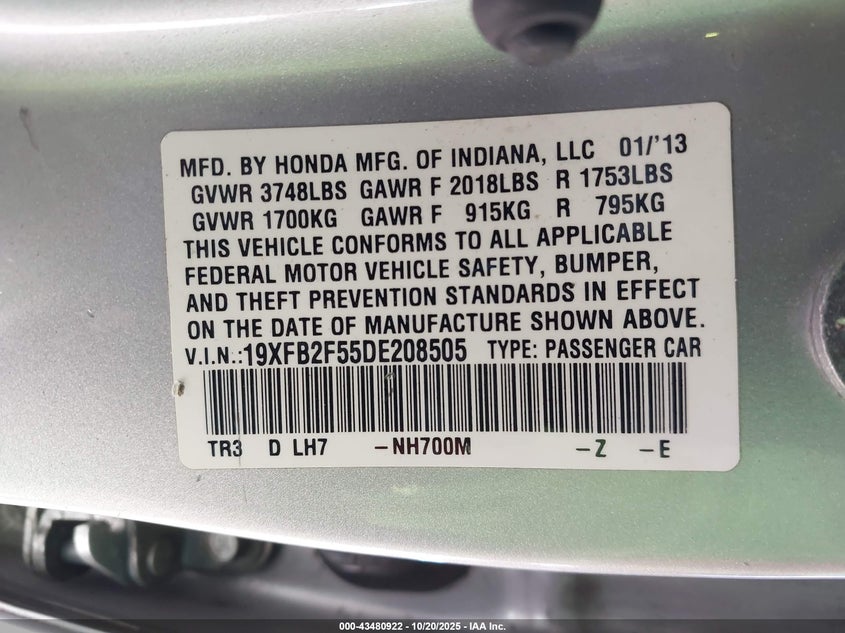 MFD. BY HONDA MFG. OF INDIANA, LLC 01/'13
GVWR 3748LBS GAWR F 2018LBS R 1753LBS
GVWR 1700KG GAWR F 915KG R 795KG
THIS VEHICLE CONFORMS TO ALL APPLICABLE
FEDERAL MOTOR VEHICLE SAFETY, BUMPER,
AND THEFT PREVENTION STANDARDS IN EFFECT
ON THE DATE OF MANUFACTURE SHOWN ABOVE.
V.I.N.:19XFB2F55DE208505 TYPE: PASSENGER CAR
TR3 D LH7 -NH700M -Z -E
000-43480922 - 10/20/2025 - IAA Inc.